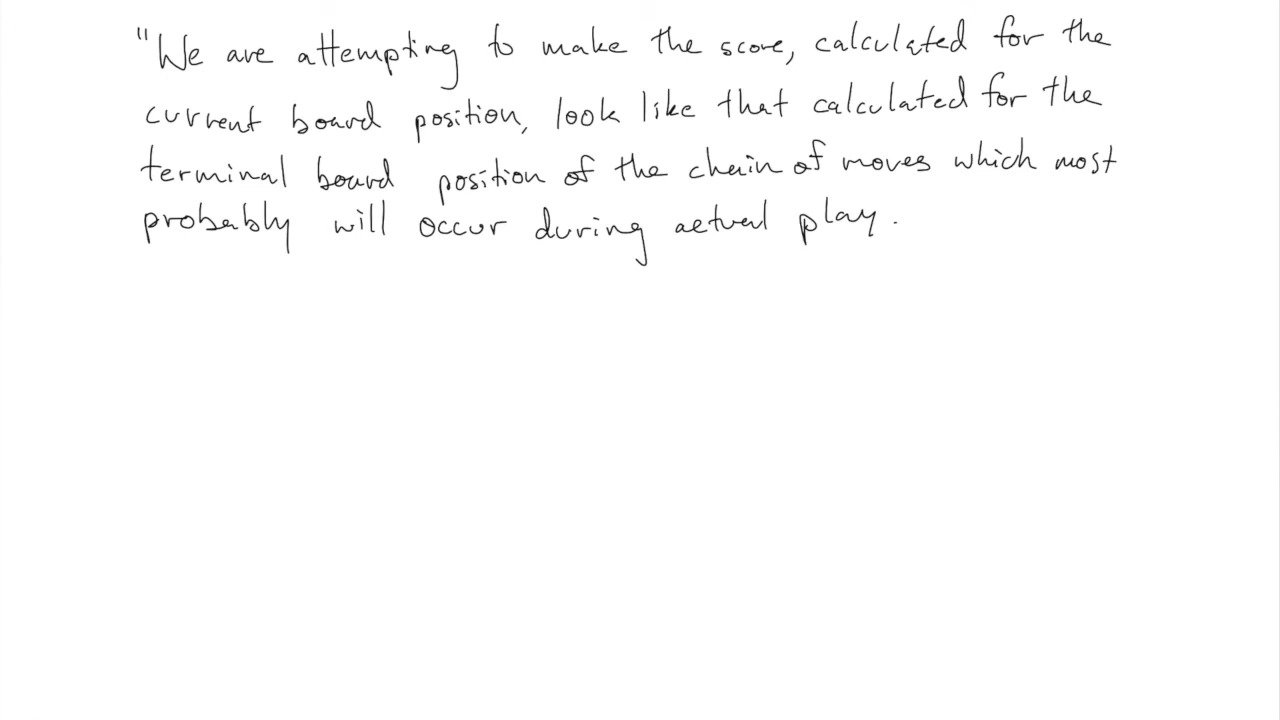 "We are attempting to make the score, calculated for the
current board position, look like that calculated for the
terminal board position of the chain of moves which most
probably will occur during actual play.